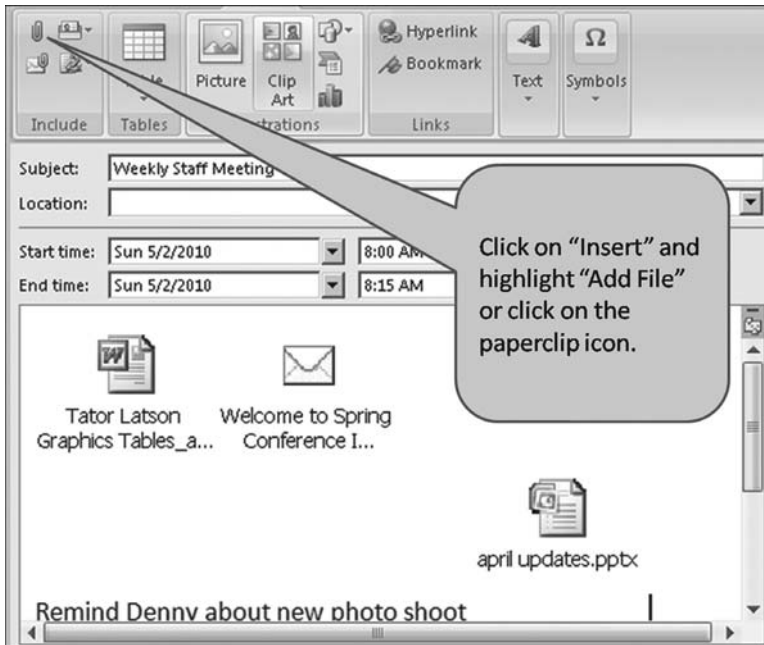 Hyperlink
Bookmark
Picture
Clip
Art
Text
Symbols
Include
Tables
Links
Subject: Weekly Staff Meeting
Location:
Start time: Sun 5/2/2010 8:00 AM
End time: Sun 5/2/2010 8:15 AM
Click on “Insert” and
highlight “Add File”
or click on the
paperclip icon.
Tator Latson
Graphics Tables_a...
Welcome to Spring
Conference I...
april updates.pptx
Remind Denny about new photo shoot